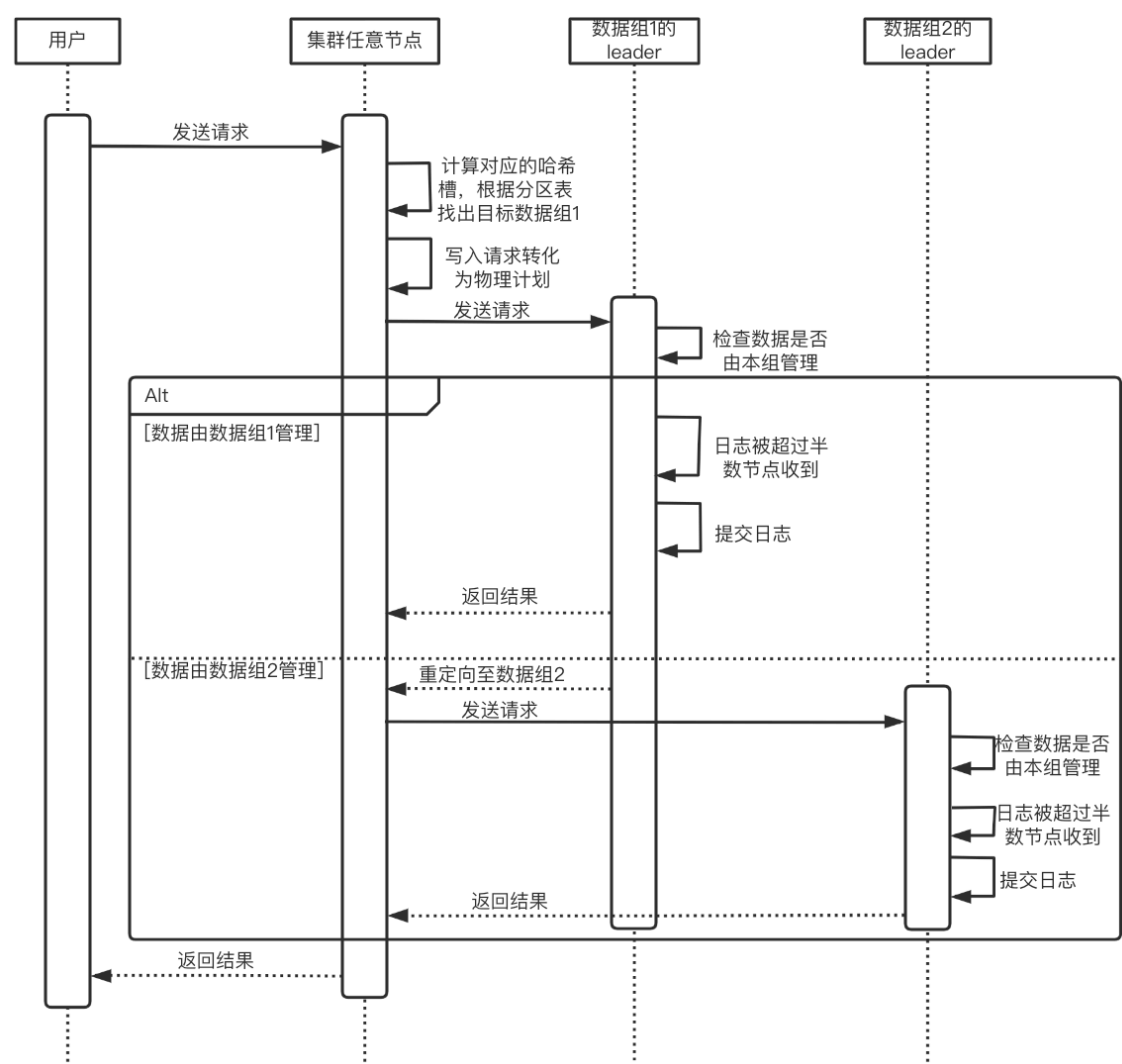 用户
集群任意节点
数据组1的
leader
数据组2的
leader
发送请求
计算对应的哈希
槽，根据分区表
找出目标数据组1
写入请求转化
为物理计划
发送请求
检查数据是否
由本组管理
Alt
[数据由数据组1管理]
日志被超过半
数节点收到
提交日志
返回结果
[数据由数据组2管理]
重定向至数据组2
发送请求
检查数据是否
由本组管理
日志被超过半
数节点收到
提交日志
返回结果
返回结果